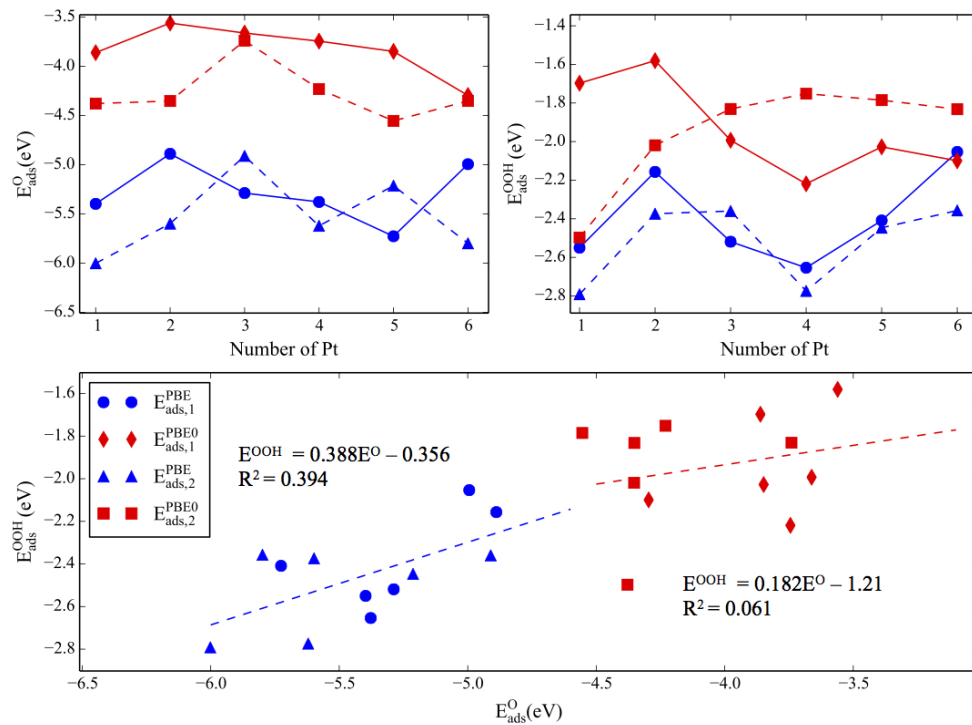 −3.5
−4.0
−4.5
−5.0
−5.5
−6.0
−6.5
E^O_ads(eV)
1 2 3 4 5 6
Number of Pt
−1.4
−1.6
−1.8
−2.0
−2.2
−2.4
−2.6
−2.8
E^OOH_ads(eV)
1 2 3 4 5 6
Number of Pt
−1.6
−1.8
−2.0
−2.2
−2.4
−2.6
−2.8
E^OOH_ads(eV)
E^PBE_ads,1
E^PBE0_ads,1
E^PBE_ads,2
E^PBE0_ads,2
E^OOH = 0.388E^O – 0.356
R² = 0.394
E^OOH = 0.182E^O – 1.21
R² = 0.061
−6.5 −6.0 −5.5 −5.0 −4.5 −4.0 −3.5
E^O_ads(eV)